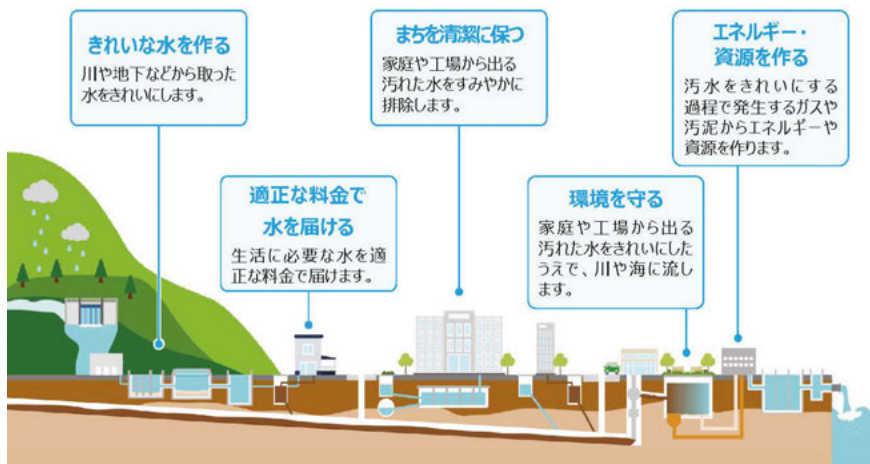 きれいな水を作る
川や地下などから取った
水をきれいにします。
適正な料金で
水を届ける
生活に必要な水を適
正な料金で届けます。
まちを清潔に保つ
家庭や工場から出る
汚れた水をすみやかに
排除します。
環境を守る
家庭や工場から出る
汚れた水をきれいにした
うえで、川や海に流し
ます。
エネルギー・
資源を作る
汚水をきれいにする
過程で発生するガスや
汚泥からエネルギーや
資源を作ります。